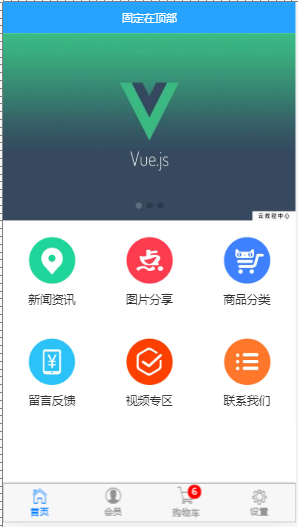 固定在顶部
Vue.js
云教程中心
新闻资讯 图片分享 商品分类
留言反馈 视频专区 联系我们
6
首页 会员 购物车 设置